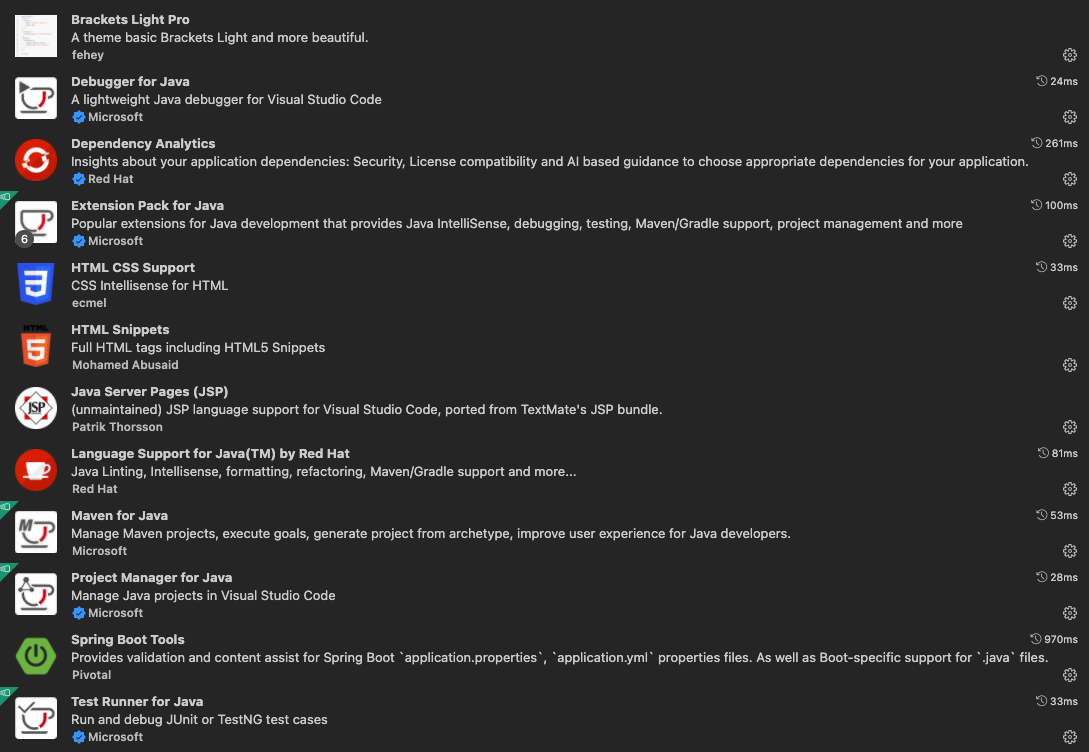 Brackets Light Pro
A theme basic Brackets Light and more beautiful.
fehey
Debugger for Java
24ms
A lightweight Java debugger for Visual Studio Code
Microsoft
Dependency Analytics
261ms
Insights about your application dependencies: Security, License compatibility and AI based guidance to choose appropriate dependencies for your application.
Red Hat
Extension Pack for Java
100ms
Popular extensions for Java development that provides Java IntelliSense, debugging, testing, Maven/Gradle support, project management and more
6
Microsoft
HTML CSS Support
33ms
CSS Intellisense for HTML
ecmel
HTML
5
HTML Snippets
Full HTML tags including HTML5 Snippets
Mohamed Abusaid
JSP
Java Server Pages (JSP)
(unmaintained) JSP language support for Visual Studio Code, ported from TextMate's JSP bundle.
Patrik Thorsson
Language Support for Java(TM) by Red Hat
81ms
Java Linting, Intellisense, formatting, refactoring, Maven/Gradle support and more...
Red Hat
M
Maven for Java
53ms
Manage Maven projects, execute goals, generate project from archetype, improve user experience for Java developers.
Microsoft
Project Manager for Java
28ms
Manage Java projects in Visual Studio Code
Microsoft
Spring Boot Tools
970ms
Provides validation and content assist for Spring Boot `application.properties`, `application.yml` properties files. As well as Boot-specific support for `.java` files.
Pivotal
Test Runner for Java
33ms
Run and debug JUnit or TestNG test cases
Microsoft